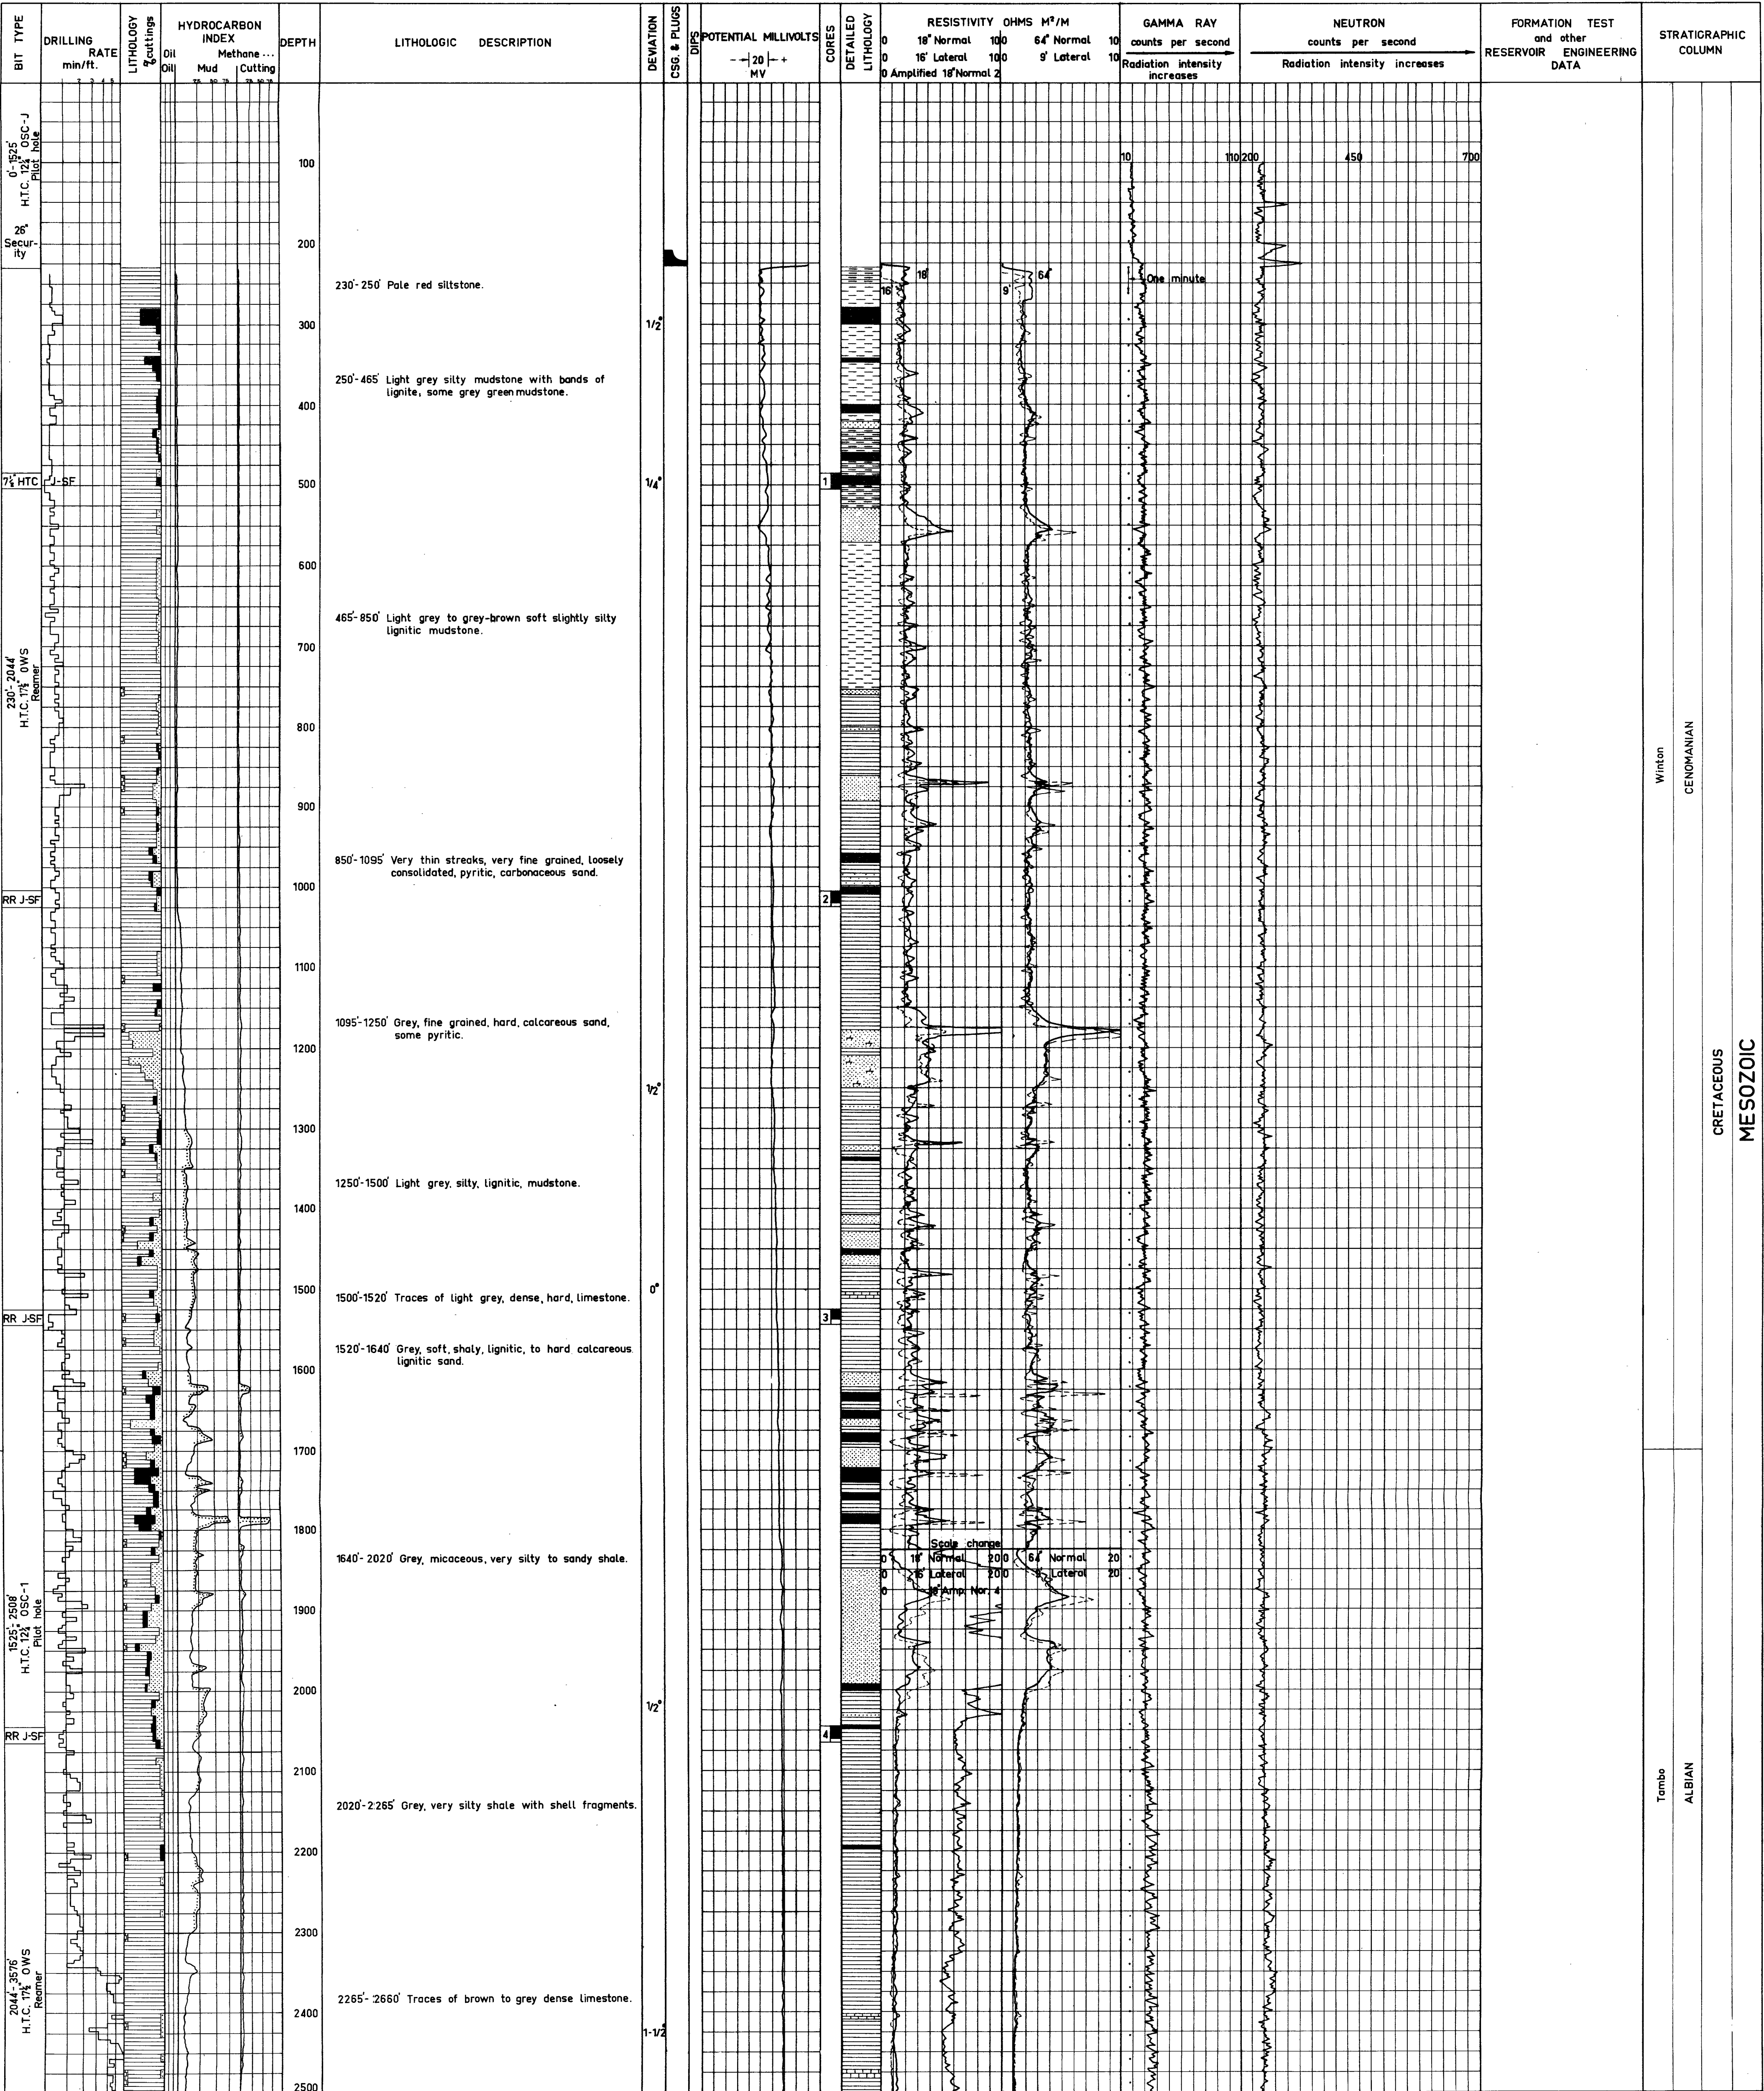 BIT TYPE
DRILLING
RATE
min/ft.
LITHOLOGY
% cuttings
HYDROCARBON
INDEX
Oil Methane...
Oil Mud Cutting
DEPTH
LITHOLOGIC DESCRIPTION
DEVIATION
CSG. & PLUGS
DIPS
POTENTIAL MILLIVOLTS
- 20 +
MV
CORES
DETAILED
LITHOLOGY
RESISTIVITY OHMS M²/M
0 18" Normal 100 64" Normal 10
0 16' Lateral 100 9' Lateral 10
0 Amplified 18" Normal 2
GAMMA RAY
counts per second
Radiation intensity
increases
NEUTRON
counts per second
Radiation intensity increases
FORMATION TEST
and other
RESERVOIR ENGINEERING
DATA
STRATIGRAPHIC
COLUMN
0'-1525'
H.T.C. 12¼" OSC-J
Pilot hole
26"
Secur-
ity
7⅞" HTC J-SF
230'-2044'
H.T.C. 17½" OWS
Reamer
RR J-SF
RR J-SF
1525'-2508'
H.T.C. 12¼" OSC-1
Pilot hole
RR J-SF
2044'-3576'
H.T.C. 17½" OWS
Reamer
100
200
300
400
500
600
700
800
900
1000
1100
1200
1300
1400
1500
1600
1700
1800
1900
2000
2100
2200
2300
2400
2500
230'-250' Pale red siltstone.
250'-465' Light grey silty mudstone with bands of
lignite, some grey green mudstone.
465'-850' Light grey to grey-brown soft slightly silty
lignitic mudstone.
850'-1095' Very thin streaks, very fine grained, loosely
consolidated, pyritic, carbonaceous sand.
1095'-1250' Grey, fine grained, hard, calcareous sand,
some pyritic.
1250'-1500' Light grey, silty, lignitic, mudstone.
1500'-1520' Traces of light grey, dense, hard, limestone.
1520'-1640' Grey, soft, shaly, lignitic, to hard calcareous
lignitic sand.
1640'-2020' Grey, micaceous, very silty to sandy shale.
2020'-2265' Grey, very silty shale with shell fragments.
2265'-2660' Traces of brown to grey dense limestone.
1/2°
1/4°
1/2°
0°
1/2°
1-1/2°
1
2
3
4
18"
16'
64"
9'
Scale change
0 18" Normal 200 64" Normal 20
0 16' Lateral 200 9' Lateral 20
0 18" Amp. Nor. 4
10 110
One minute
200 450 700
Winton
CENOMANIAN
Tambo
ALBIAN
CRETACEOUS
MESOZOIC